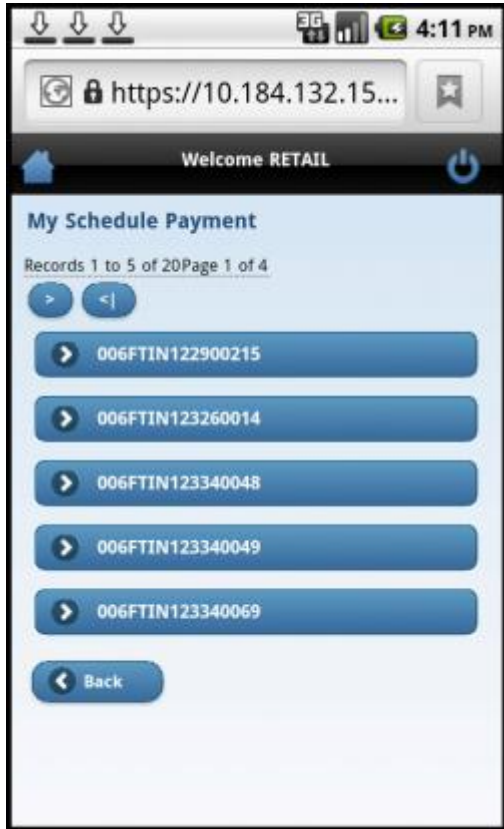 3G
4:11 PM
https://10.184.132.15...
Welcome RETAIL
My Schedule Payment
Records 1 to 5 of 20Page 1 of 4
> <|
006FTIN122900215
006FTIN123260014
006FTIN123340048
006FTIN123340049
006FTIN123340069
Back